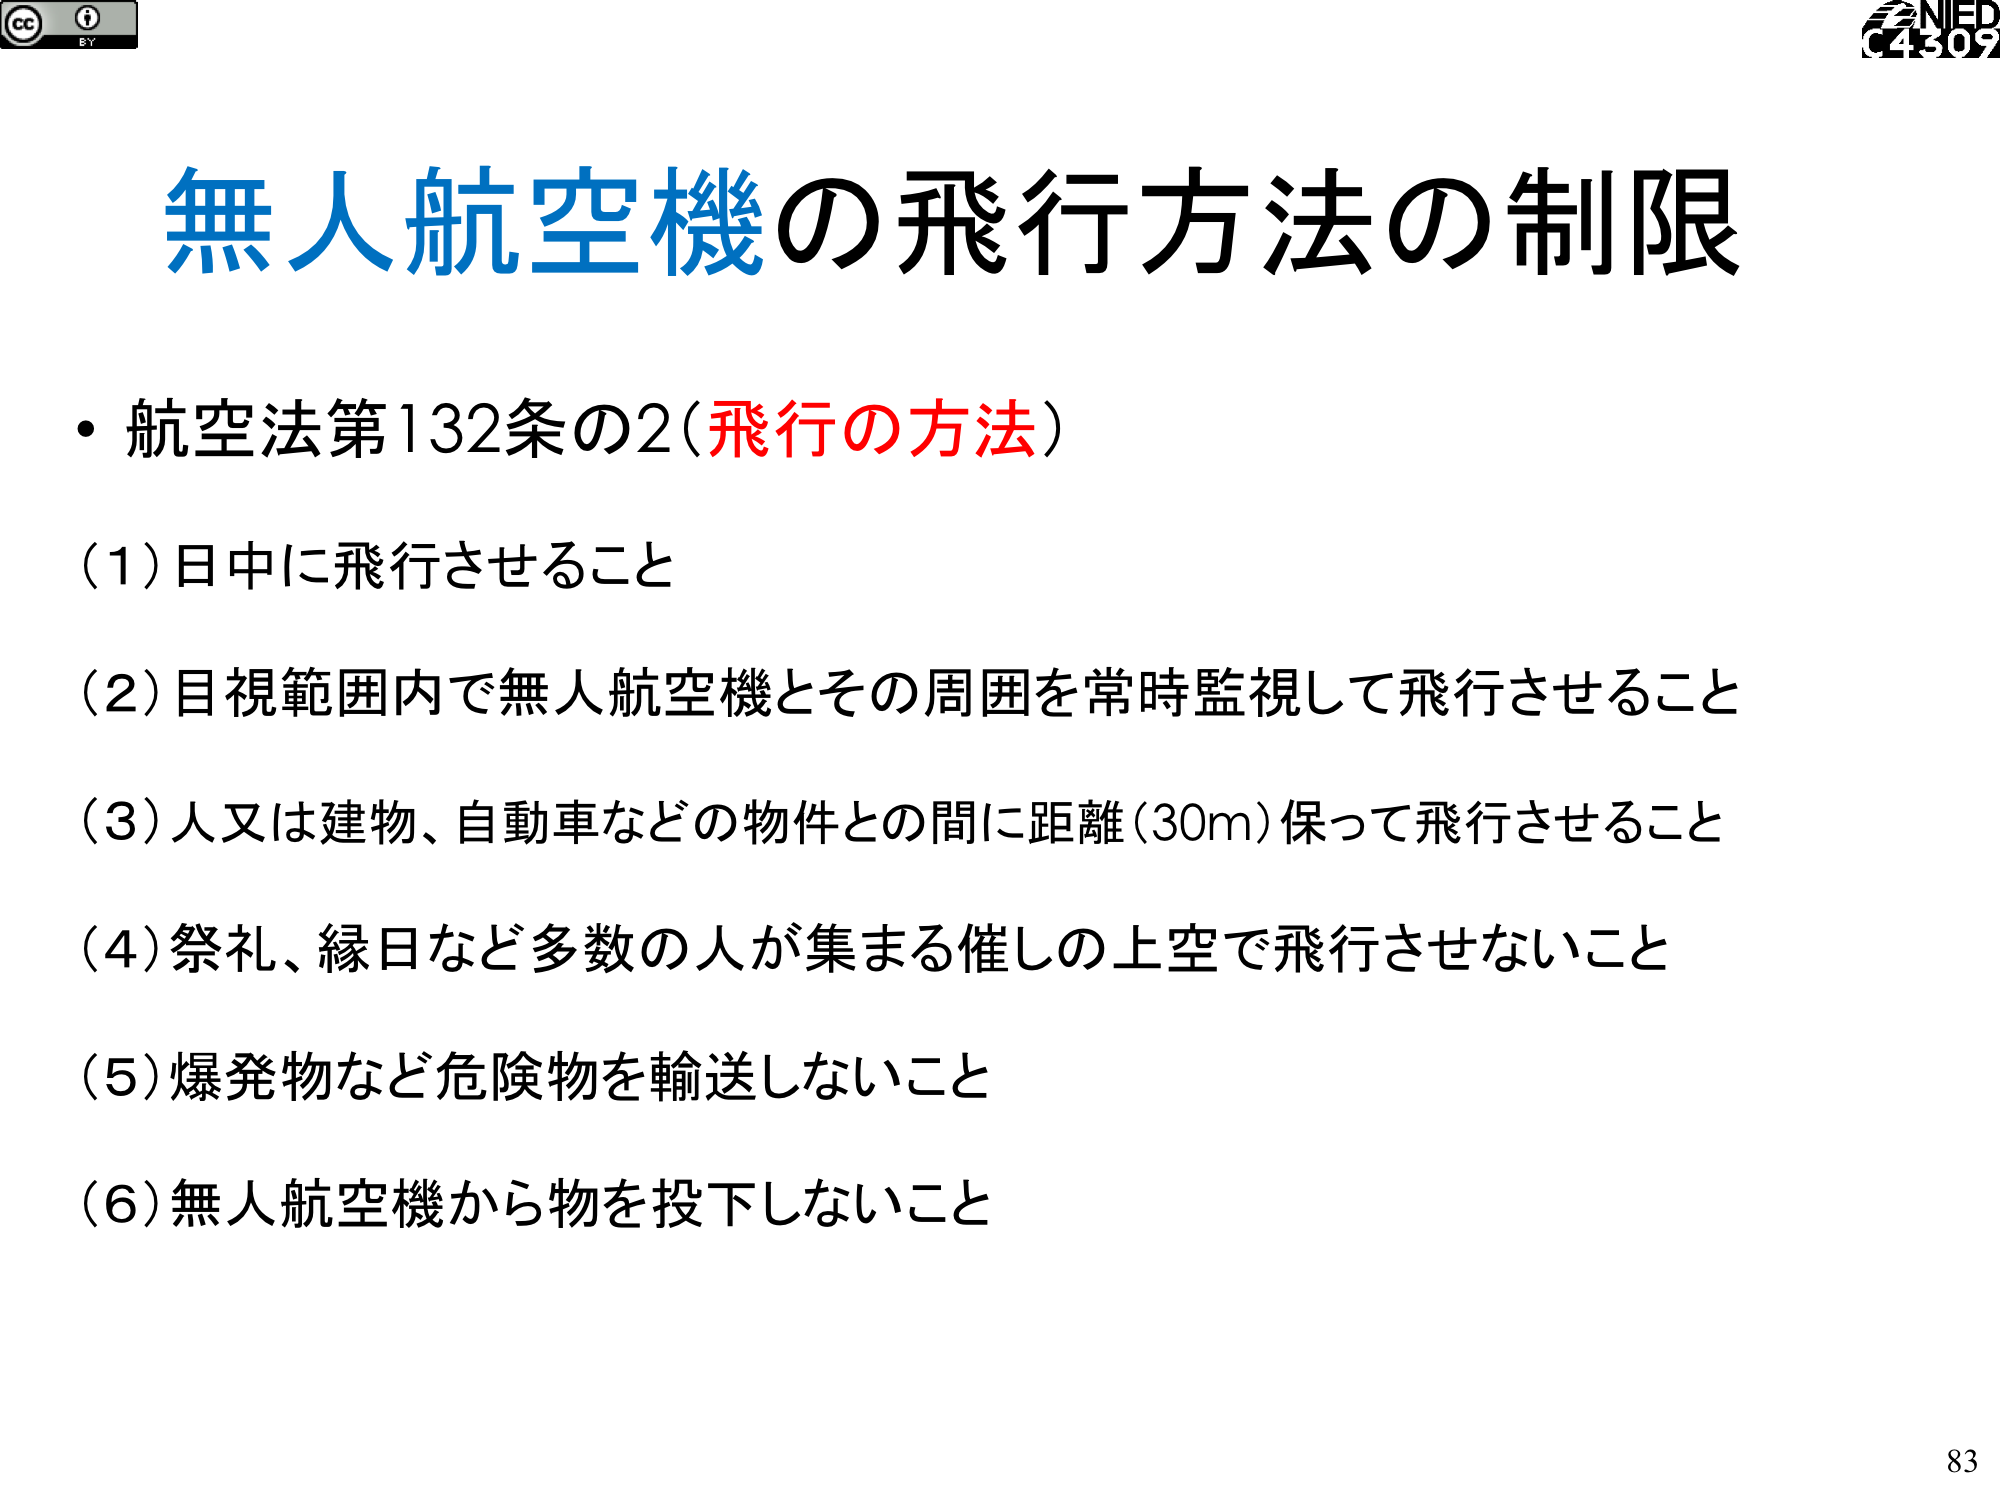 cc
BY
NIED
C4309
無人航空機の飛行方法の制限
• 航空法第132条の2(飛行の方法)
(1)日中に飛行させること
(2)目視範囲内で無人航空機とその周囲を常時監視して飛行させること
(3)人又は建物、自動車などの物件との間に距離(30m)保って飛行させること
(4)祭礼、縁日など多数の人が集まる催しの上空で飛行させないこと
(5)爆発物など危険物を輸送しないこと
(6)無人航空機から物を投下しないこと
83